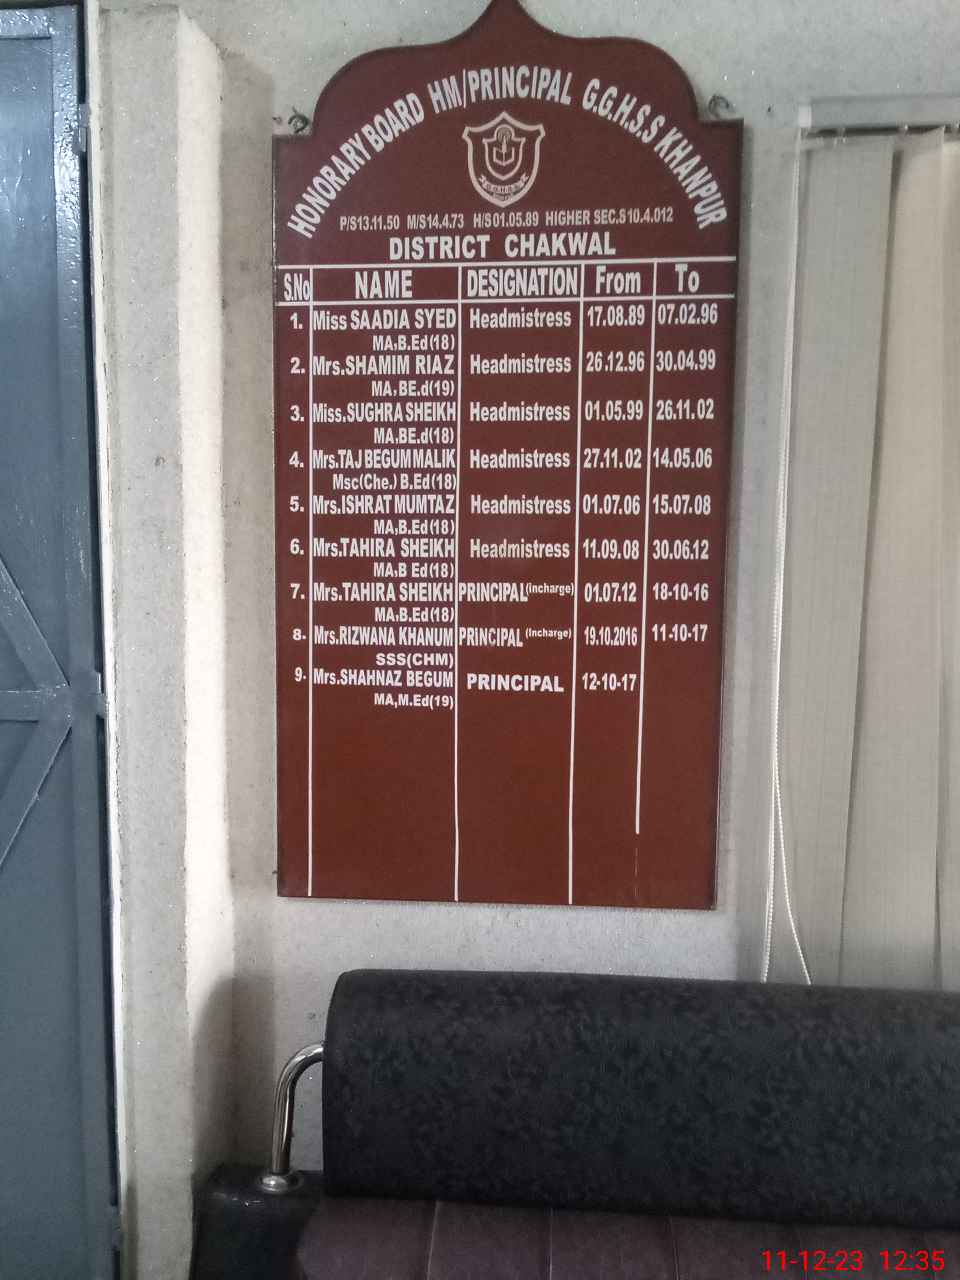 HONORARY BOARD HM/PRINCIPAL G.G.H.S.S KHANPUR
P/S13.11.50 M/S14.4.73 H/S01.05.89 HIGHER SEC.S10.4.012
DISTRICT CHAKWAL
S.No NAME DESIGNATION From To
1. Miss SAADIA SYED Headmistress 17.08.89 07.02.96
MA,B.Ed(18)
2. Mrs.SHAMIM RIAZ Headmistress 26.12.96 30.04.99
MA,BE.d(19)
3. Miss.SUGHRA SHEIKH Headmistress 01.05.99 26.11.02
MA,BE.d(18)
4. Mrs.TAJ BEGUM MALIK Headmistress 27.11.02 14.05.06
Msc(Che.) B.Ed(18)
5. Mrs.ISHRAT MUMTAZ Headmistress 01.07.06 15.07.08
MA,B.Ed(18)
6. Mrs.TAHIRA SHEIKH Headmistress 11.09.08 30.06.12
MA,B Ed(18)
7. Mrs.TAHIRA SHEIKH PRINCIPAL(incharge) 01.07.12 18-10-16
MA,B.Ed(18)
8- Mrs.RIZWANA KHANUM PRINCIPAL (Incharge) 19.10.2016 11-10-17
SSS(CHM)
9- Mrs.SHAHNAZ BEGUM PRINCIPAL 12-10-17
MA,M.Ed(19)
11-12-23 12:35